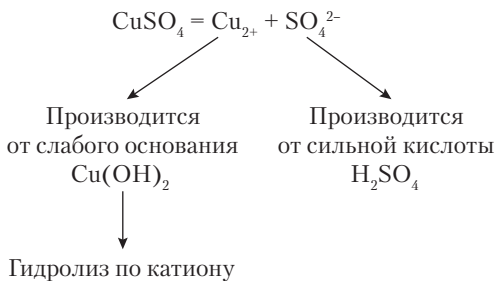 CuSO₄ = Cu₂₊ + SO₄²⁻
Производится
от слабого основания
Cu(OH)₂
Производится
от сильной кислоты
H₂SO₄
Гидролиз по катиону